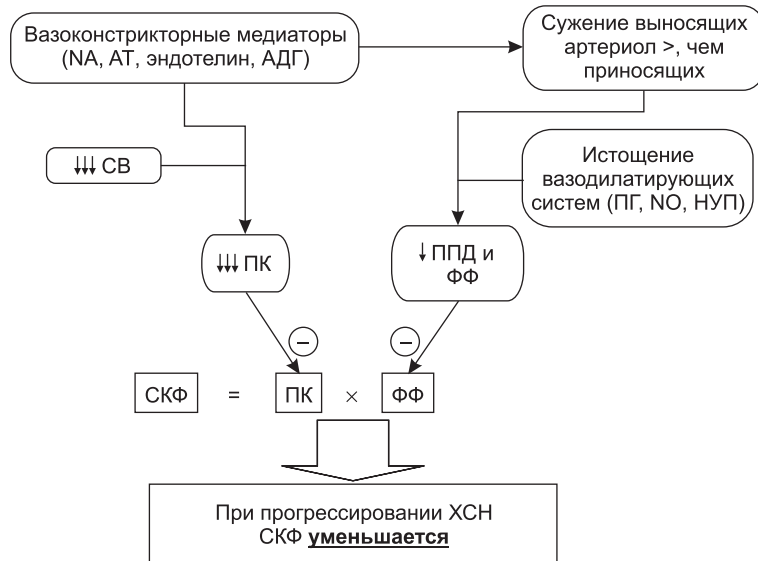 Вазоконстрикторные медиаторы
(NA, АТ, эндотелин, АДГ)
Сужение выносящих
артериол >, чем
приносящих
↓↓↓ СВ
Истощение
вазодилатирующих
систем (ПГ, NO, НУП)
↓↓↓ ПК
↓ ППД и
ФФ
− −
СКФ = ПК × ФФ
При прогрессировании ХСН
СКФ уменьшается